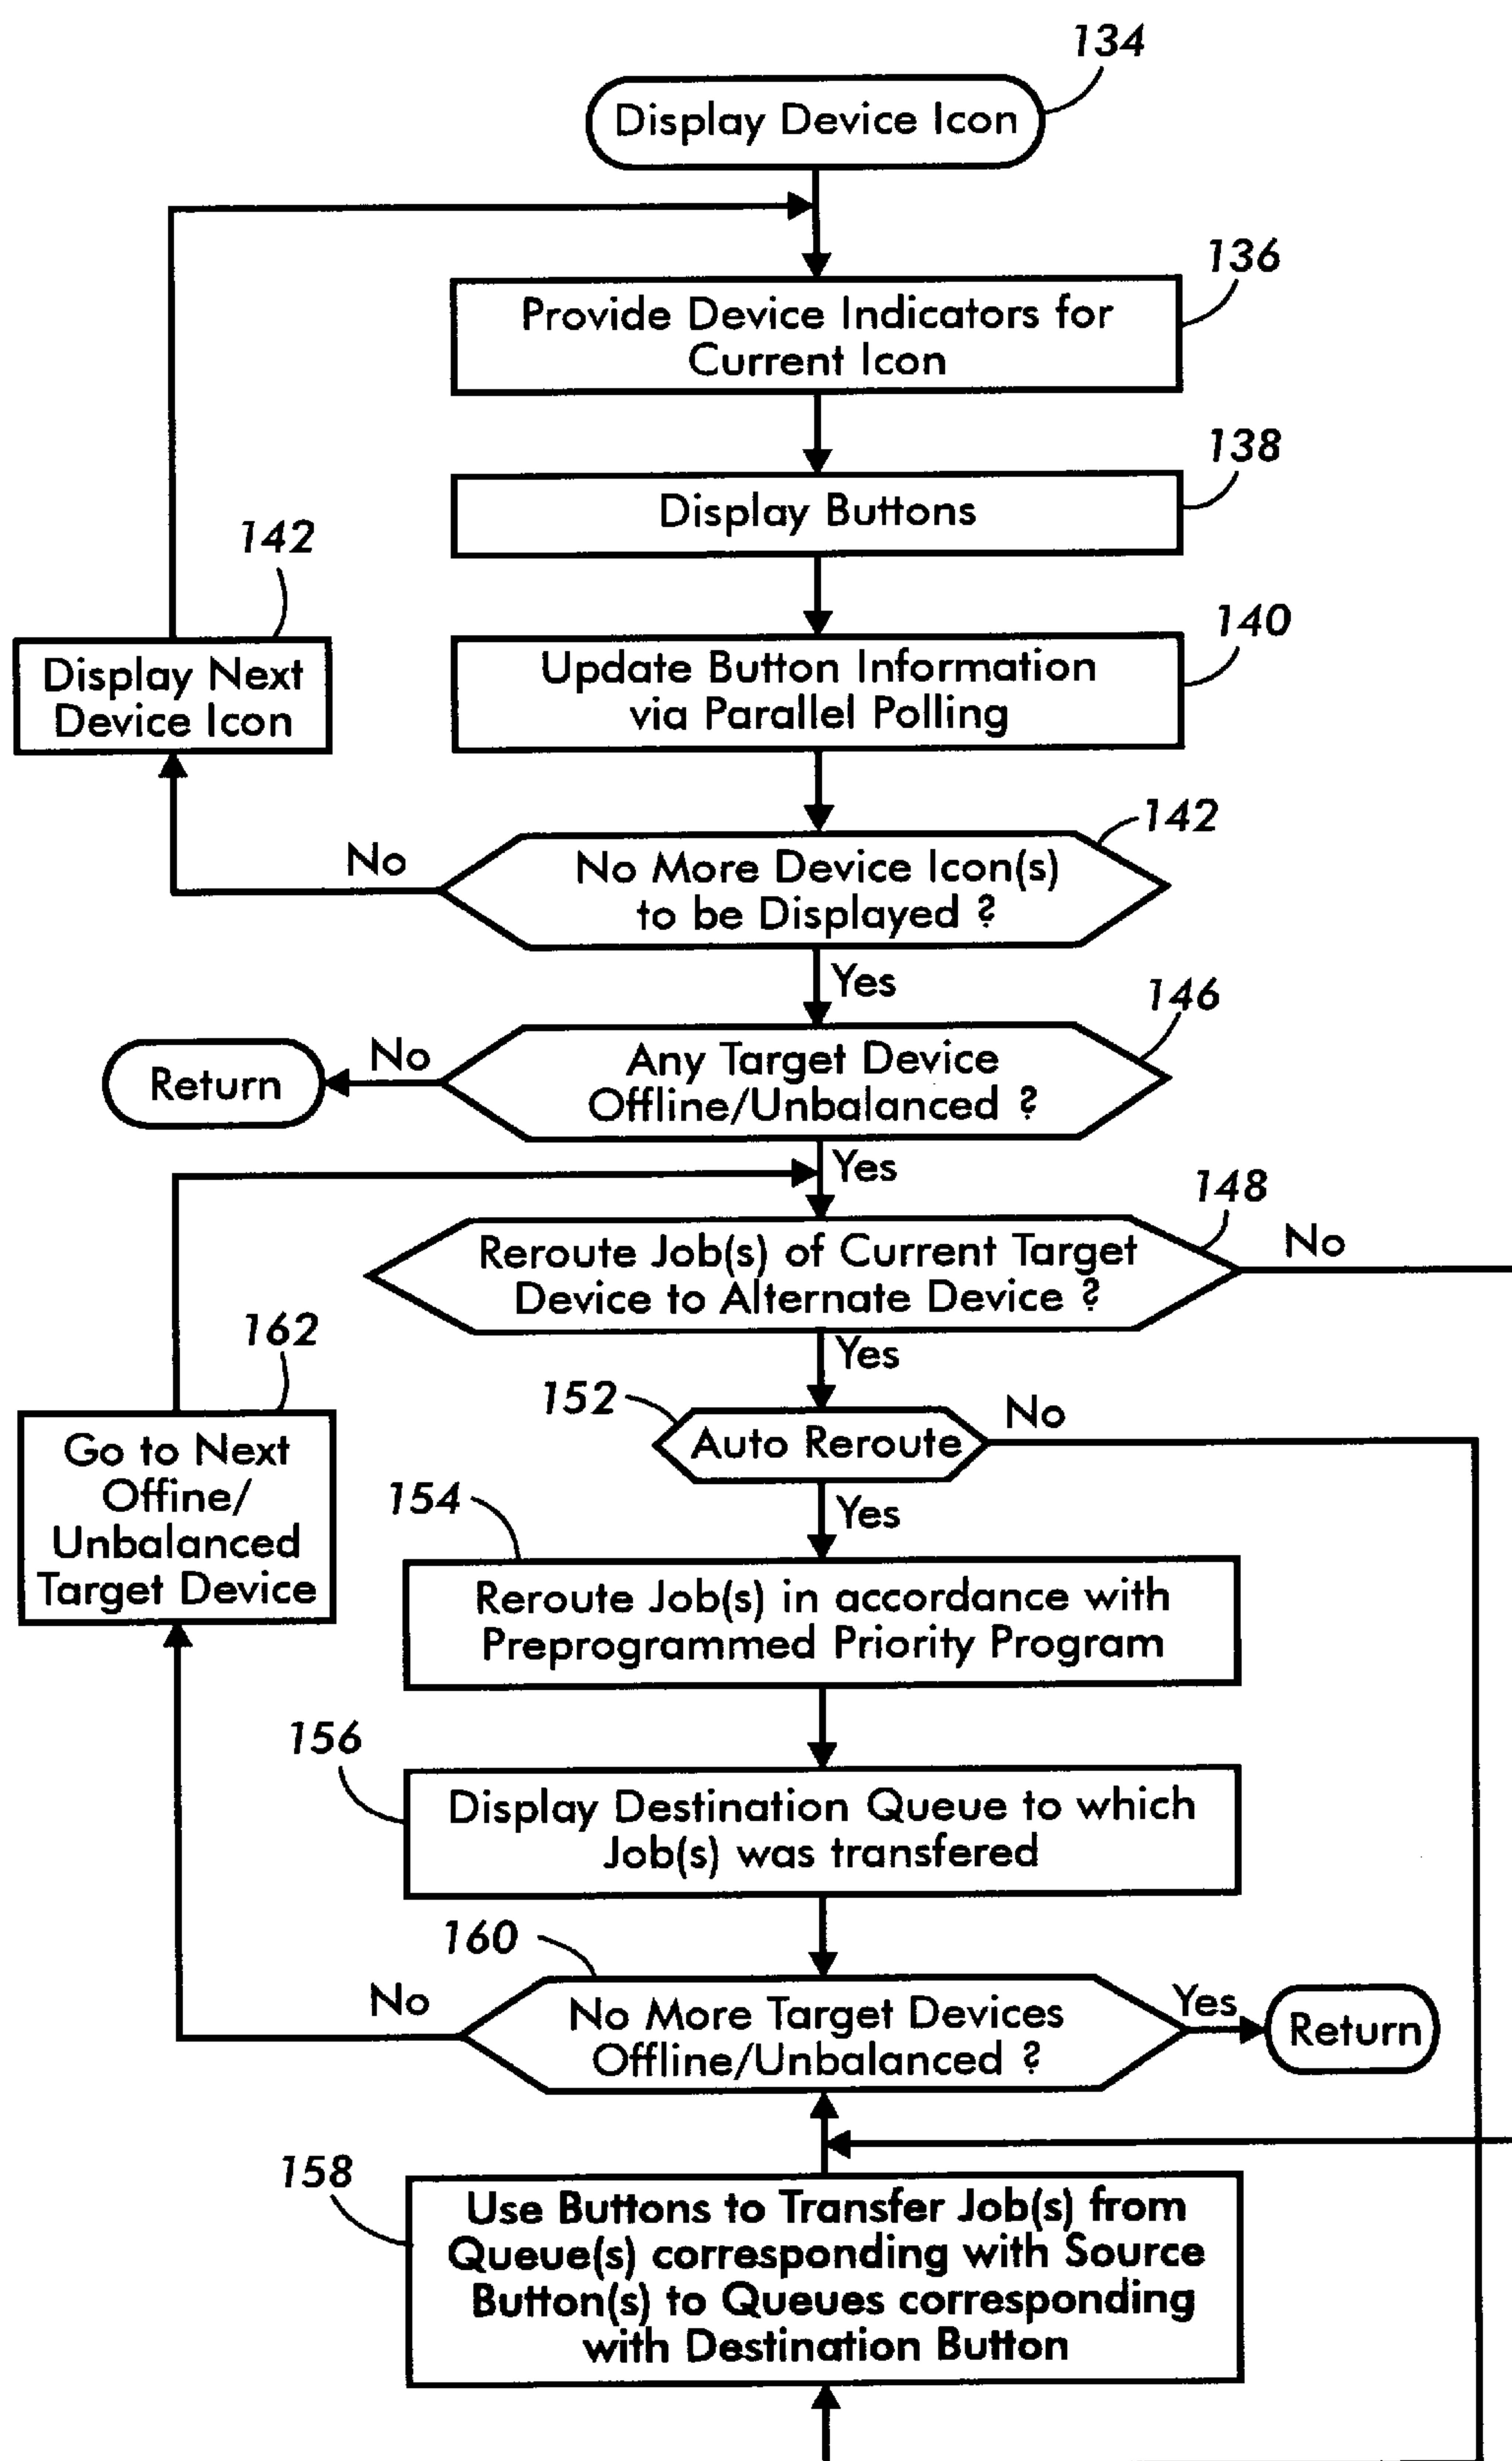 134
Display Device Icon
136
Provide Device Indicators for
Current Icon
138
Display Buttons
142
Display Next
Device Icon
140
Update Button Information
via Parallel Polling
142
No
No More Device Icon(s)
to be Displayed ?
Yes
146
Return
No
Any Target Device
Offline/Unbalanced ?
Yes
148
No
Reroute Job(s) of Current Target
Device to Alternate Device ?
Yes
162
Go to Next
Offine/
Unbalanced
Target Device
152
Auto Reroute
No
Yes
154
Reroute Job(s) in accordance with
Preprogrammed Priority Program
156
Display Destination Queue to which
Job(s) was transfered
160
No
No More Target Devices
Offline/Unbalanced ?
Yes
Return
158
Use Buttons to Transfer Job(s) from
Queue(s) corresponding with Source
Button(s) to Queues corresponding
with Destination Button